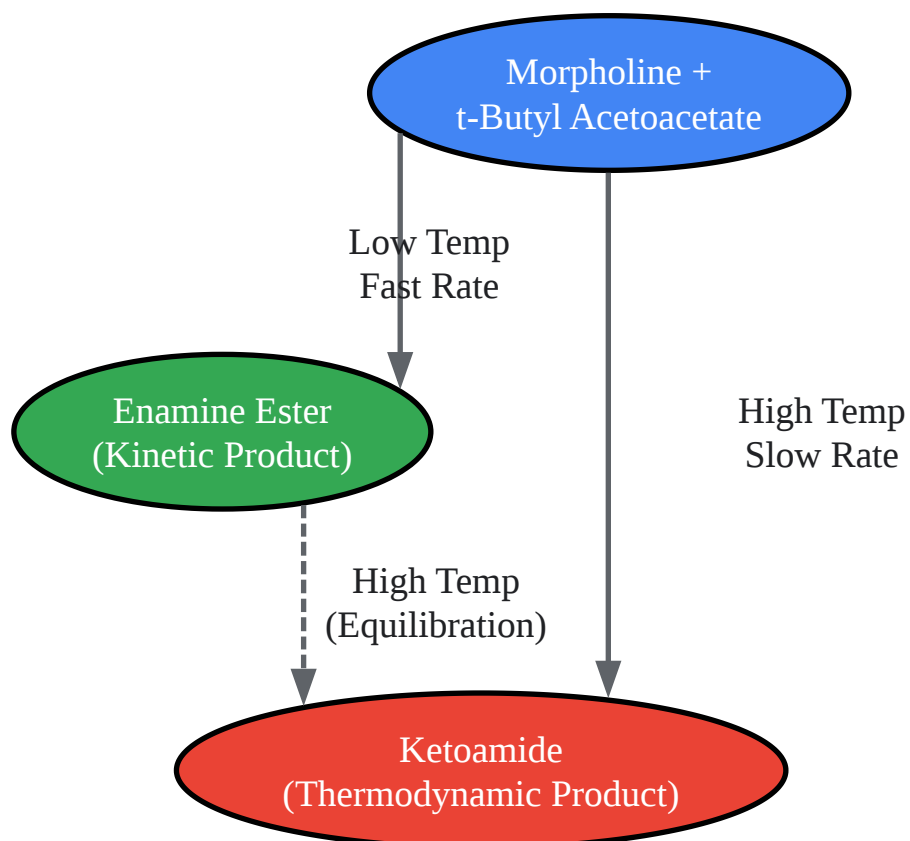 Morpholine +
t-Butyl Acetoacetate
Low Temp
Fast Rate
Enamine Ester
(Kinetic Product)
High Temp
Slow Rate
High Temp
(Equilibration)
Ketoamide
(Thermodynamic Product)